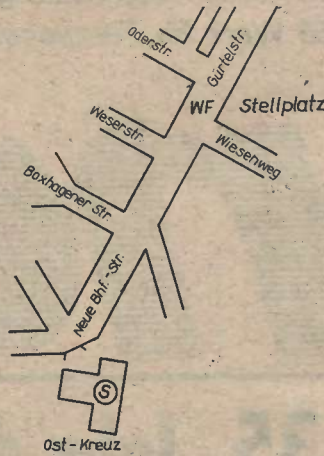 Oderstr.
Gürtelstr.
WF Stellplatz
Weserstr.
Wiesenweg
Boxhagener Str.
Neue Bhf.-Str.
S
Ost-Kreuz